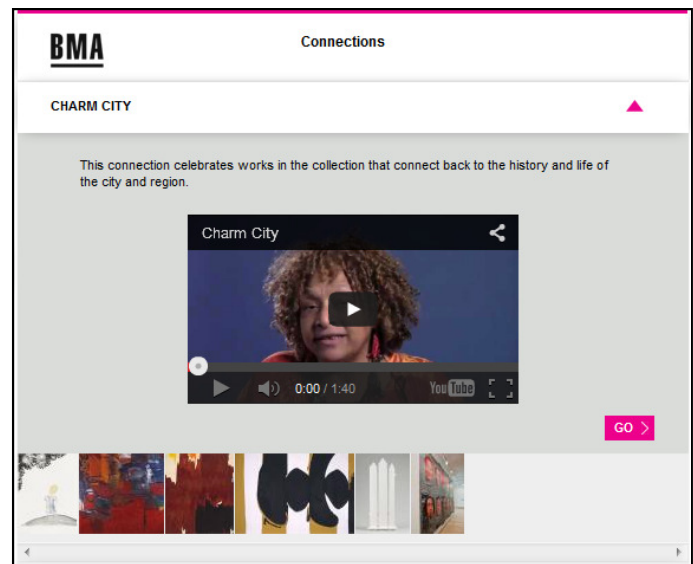 BMA
Connections
CHARM CITY
This connection celebrates works in the collection that connect back to the history and life of
the city and region.
Charm City
0:00 / 1:40
YouTube
GO